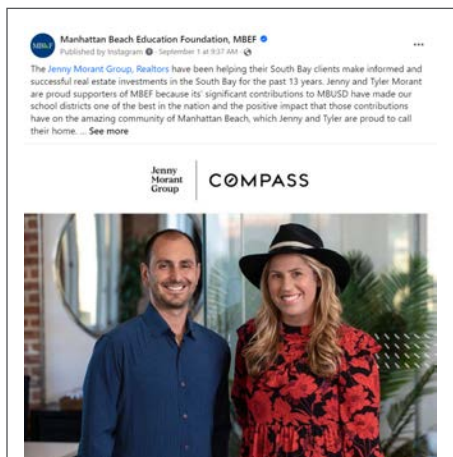 MBEF
Manhattan Beach Education Foundation, MBEF
Published by Instagram · September 1 at 9:37 AM ·
The Jenny Morant Group, Realtors have been helping their South Bay clients make informed and
successful real estate investments in the South Bay for the past 13 years. Jenny and Tyler Morant
are proud supporters of MBEF because its' significant contributions to MBUSD have made our
school districts one of the best in the nation and the positive impact that those contributions
have on the amazing community of Manhattan Beach, which Jenny and Tyler are proud to call
their home. ... See more
Jenny
Morant
Group
COMPASS